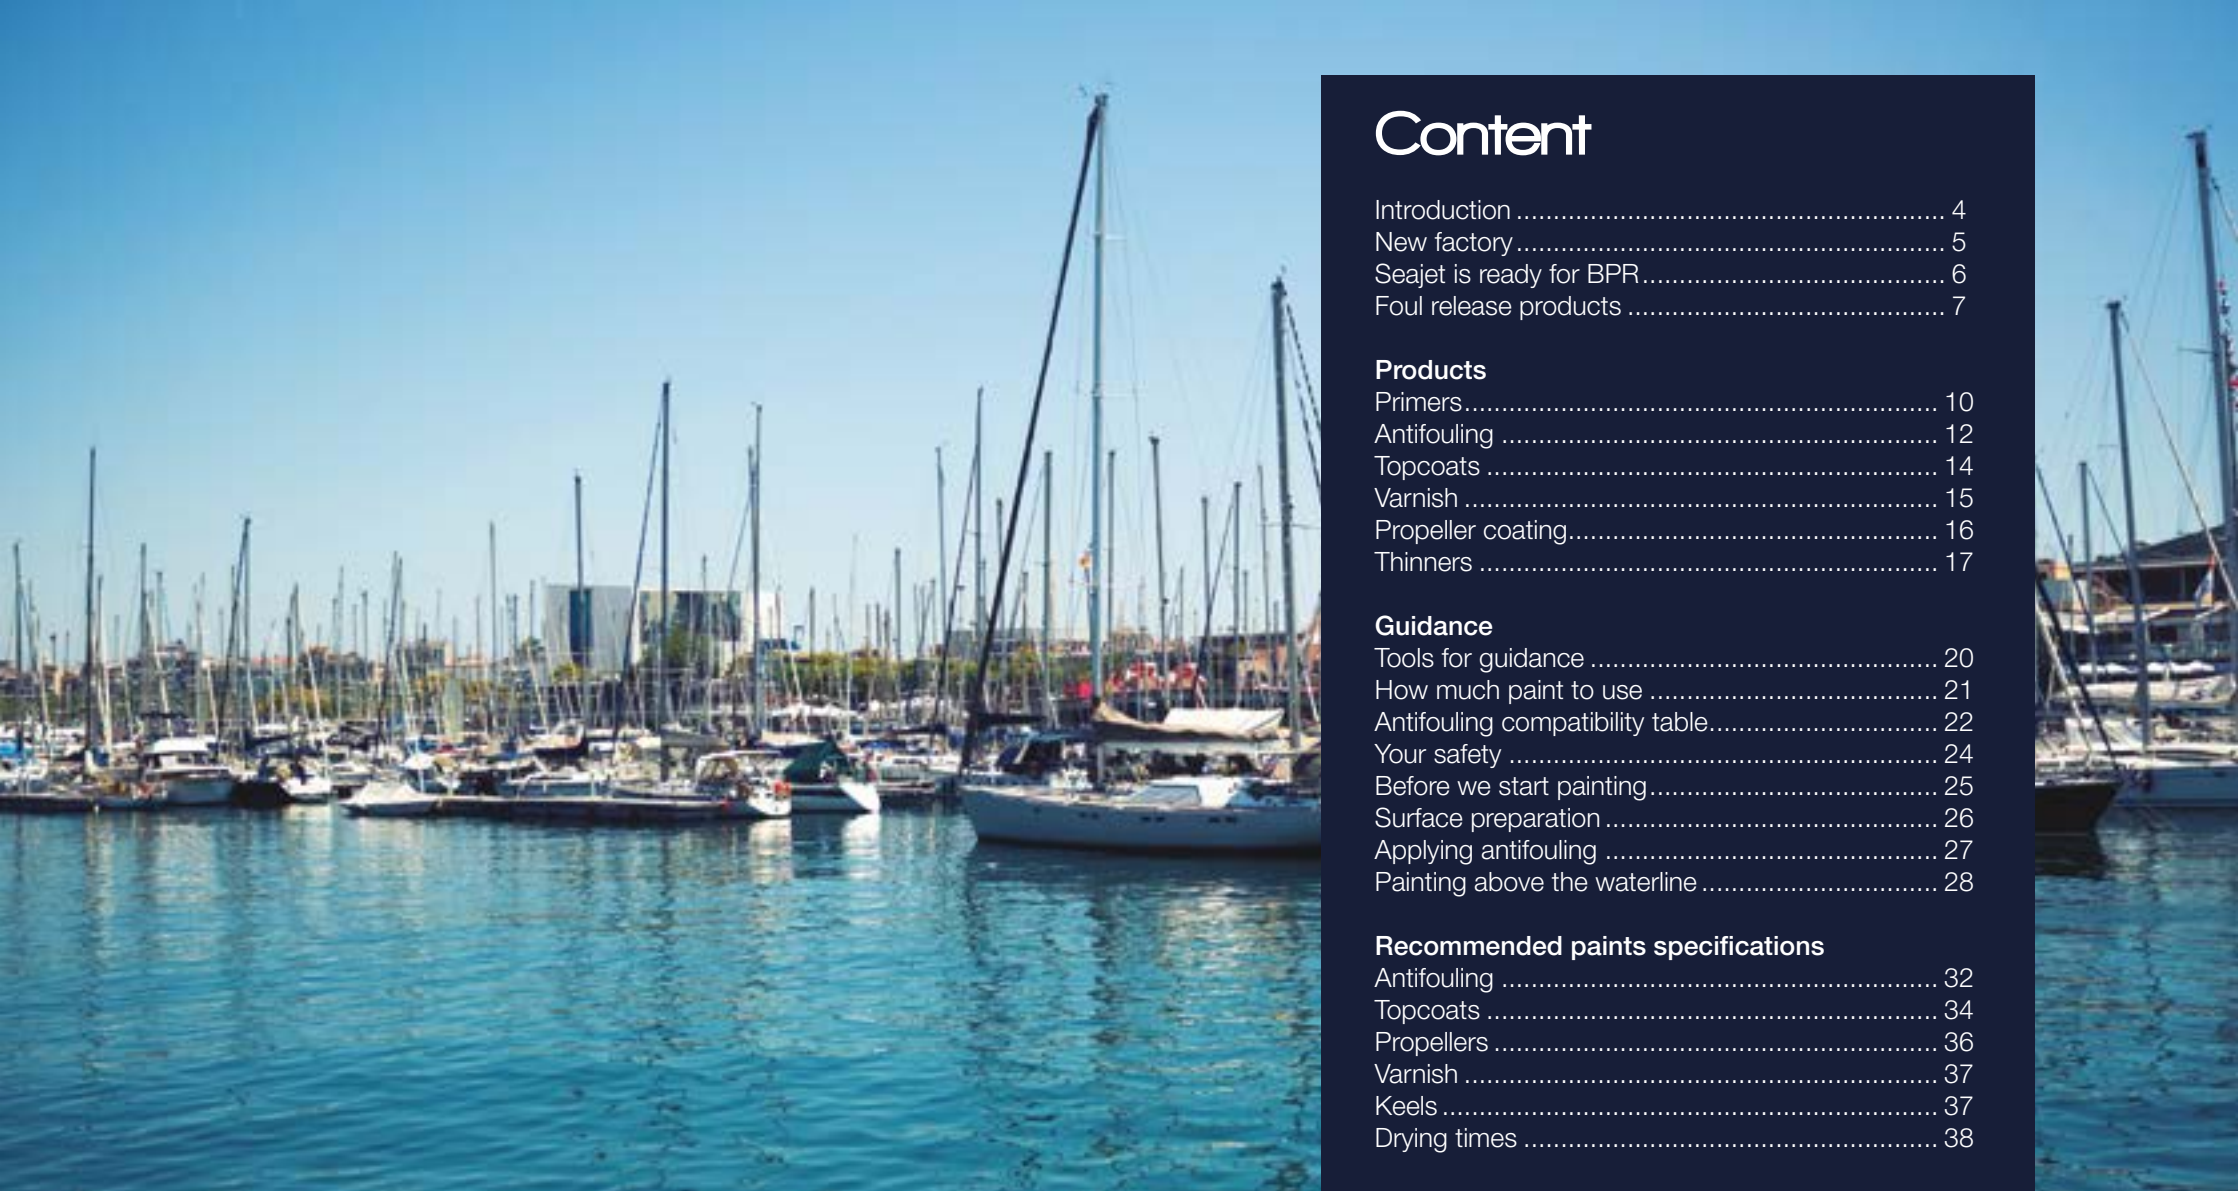 Content
Introduction ........................................................... 4
New factory ........................................................... 5
Seajet is ready for BPR ......................................... 6
Foul release products ........................................... 7
Products
Primers ................................................................ 10
Antifouling ........................................................... 12
Topcoats ............................................................. 14
Varnish ................................................................ 15
Propeller coating .................................................. 16
Thinners .............................................................. 17
Guidance
Tools for guidance ............................................... 20
How much paint to use ....................................... 21
Antifouling compatibility table ............................... 22
Your safety .......................................................... 24
Before we start painting ....................................... 25
Surface preparation ............................................. 26
Applying antifouling ............................................. 27
Painting above the waterline ................................ 28
Recommended paints specifications
Antifouling ........................................................... 32
Topcoats ............................................................. 34
Propellers ............................................................ 36
Varnish ................................................................ 37
Keels ................................................................... 37
Drying times ........................................................ 38